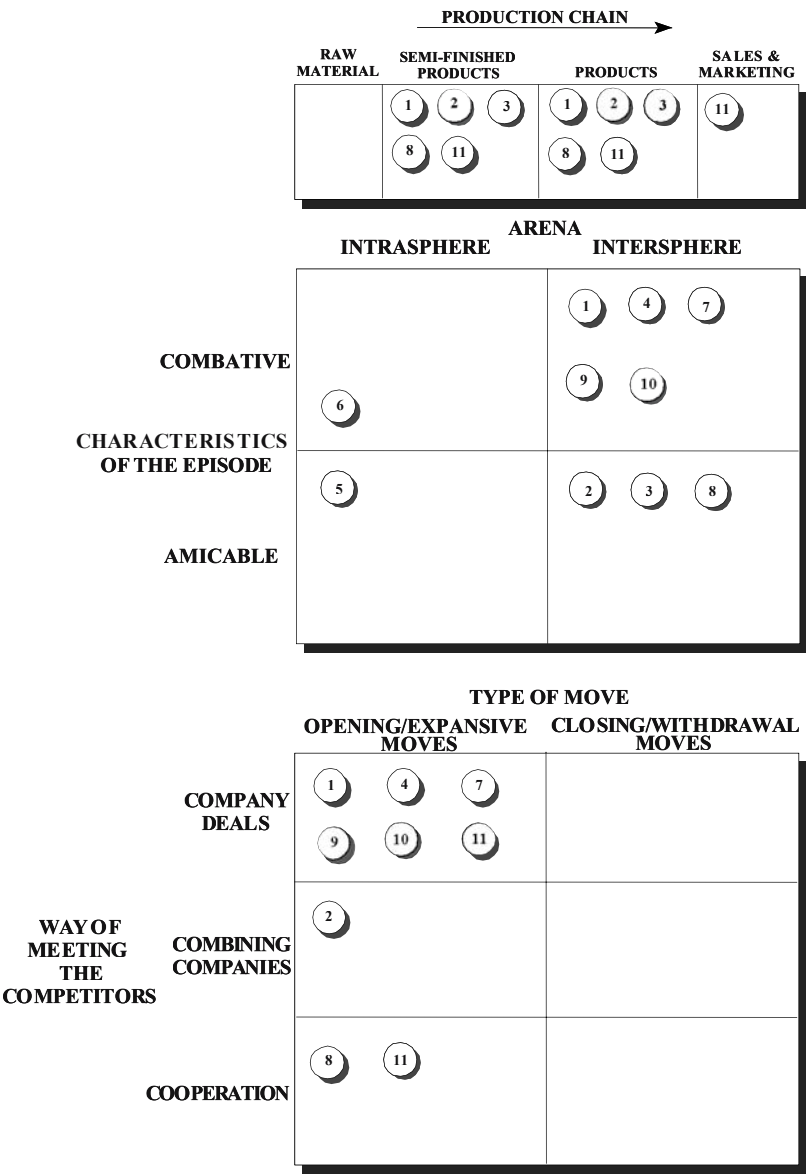 PRODUCTION CHAIN
RAW MATERIAL
SEMI-FINISHED PRODUCTS
PRODUCTS
SALES & MARKETING
1 2 3 1 2 3 11
8 11 8 11
ARENA
INTRASPHERE INTERSPHERE
1 4 7
COMBATIVE
9 10
6
CHARACTERISTICS
OF THE EPISODE
5 2 3 8
AMICABLE
TYPE OF MOVE
OPENING/EXPANSIVE MOVES
CLOSING/WITHDRAWAL MOVES
1 4 7
COMPANY
DEALS
9 10 11
2
WAY OF
MEETING
THE
COMPETITORS
COMBINING
COMPANIES
8 11
COOPERATION